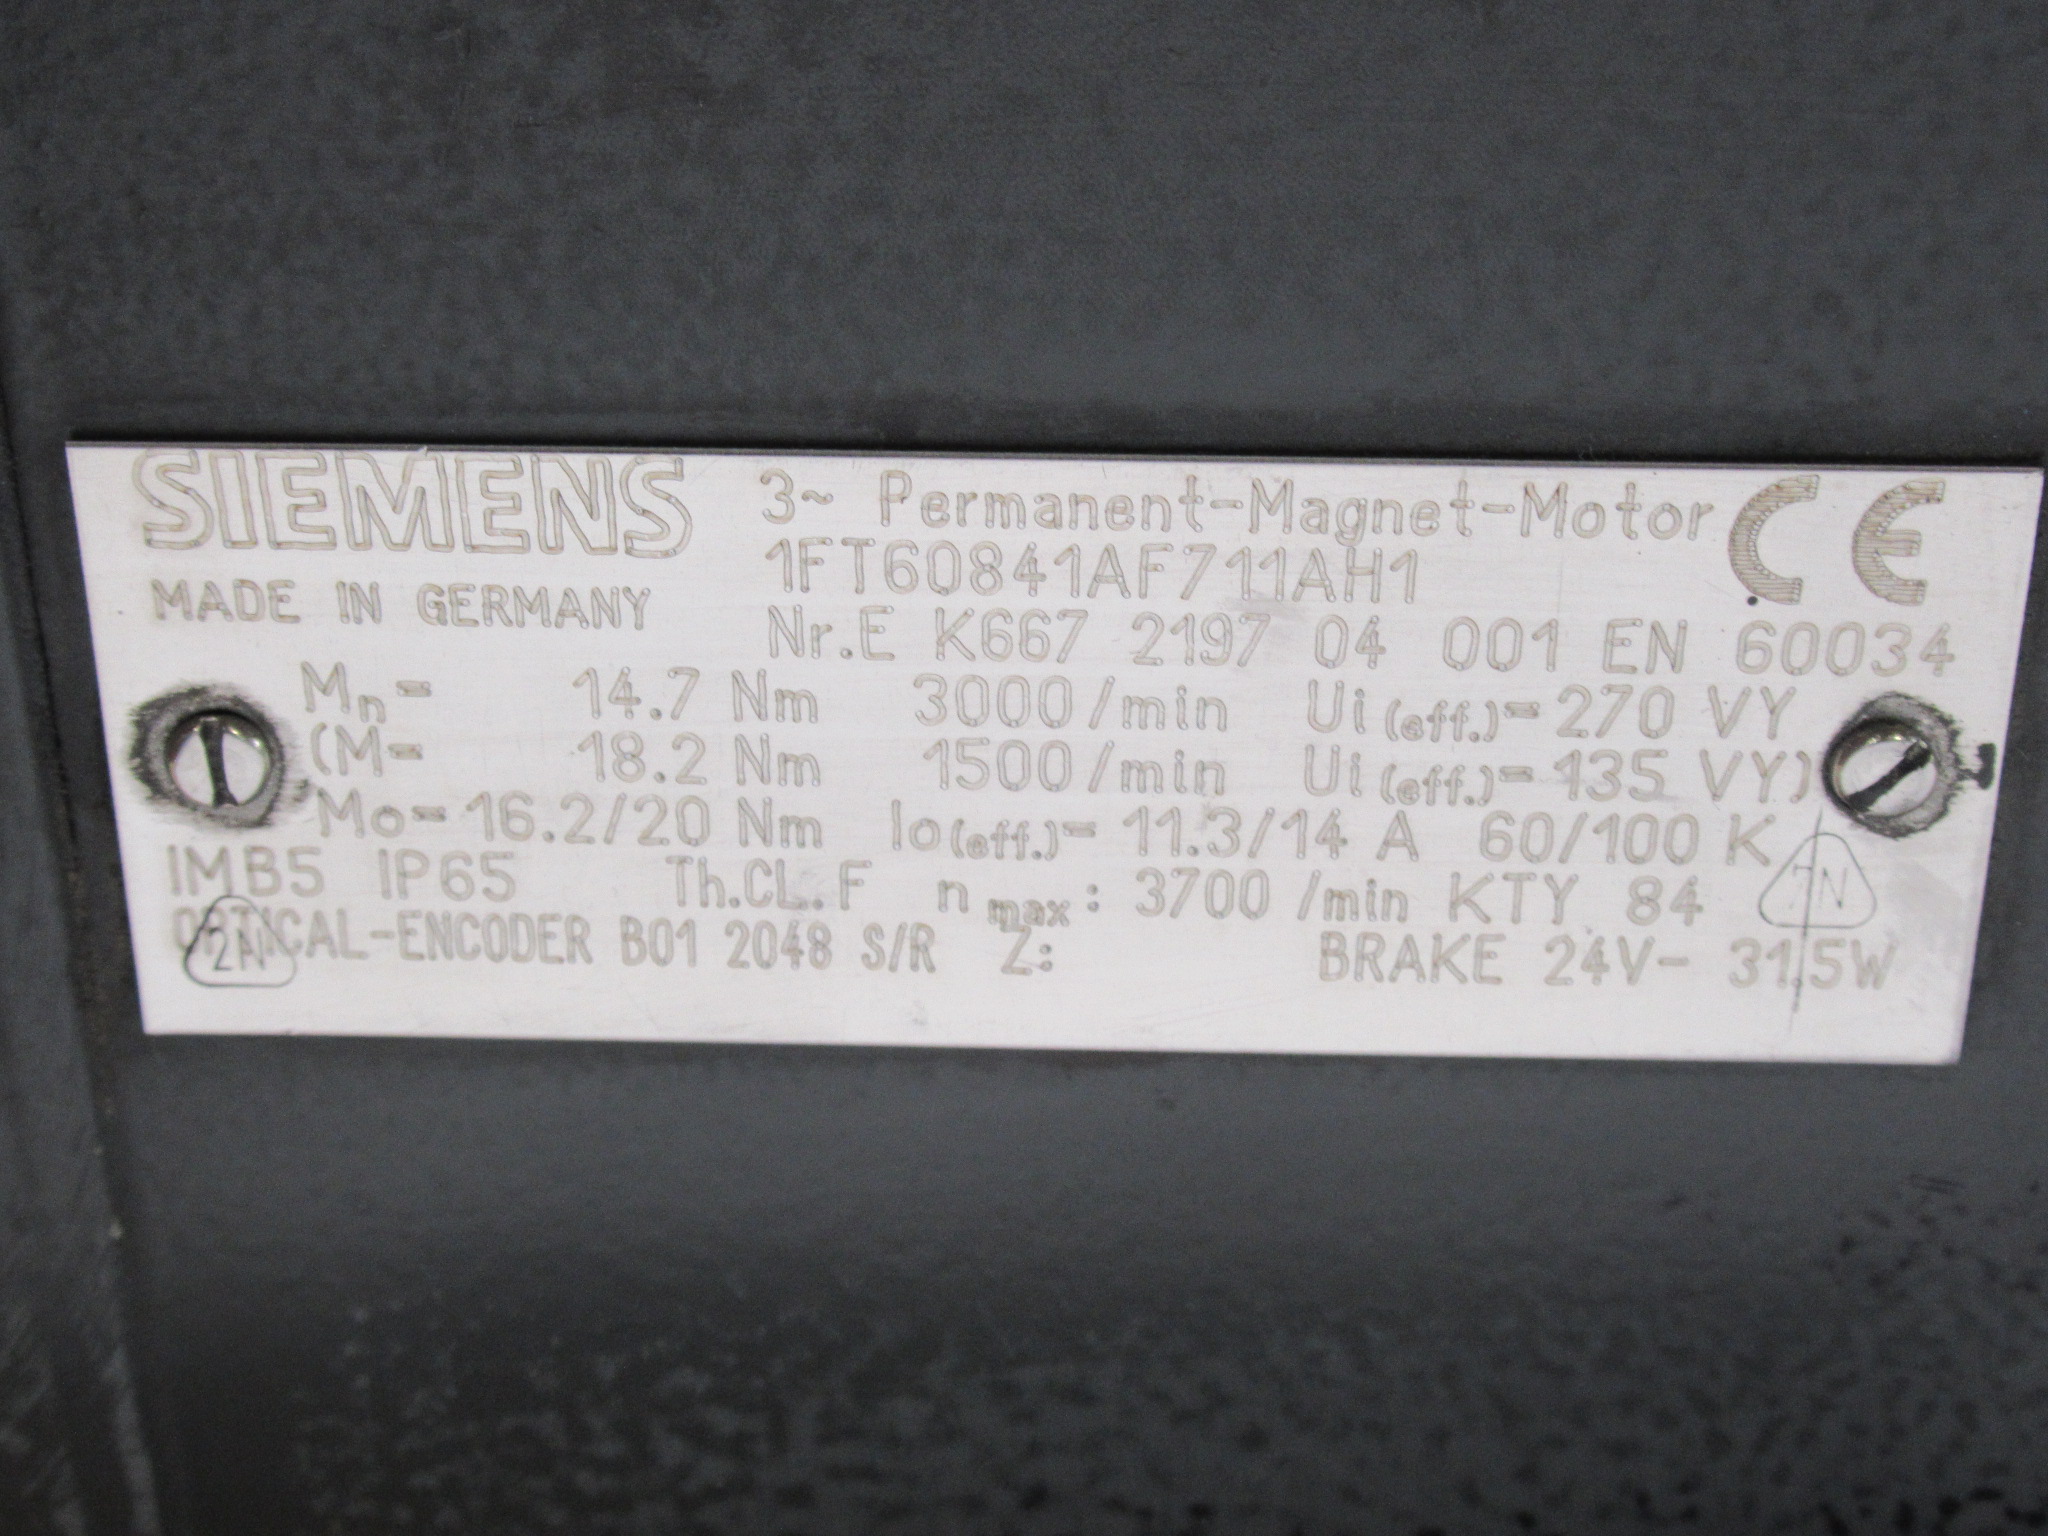 SIEMENS 3~ Permanent-Magnet-Motor CE
1FT60841AF711AH1
MADE IN GERMANY
Nr.E K667 2197 04 001 EN 60034
Mn= 14.7 Nm 3000/min Ui(eff.)=270 VY
(M= 18.2 Nm 1500/min Ui(eff.)=135 VY)
Mo=16.2/20 Nm Io(eff.)= 11.3/14 A 60/100 K
IMB5 IP65 Th.CL.F n max: 3700 /min KTY 84
OPTICAL-ENCODER B01 2048 S/R Z: BRAKE 24V- 31.5W